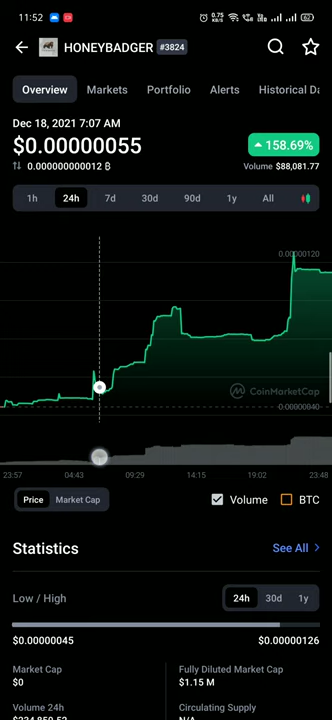 11:52
0.75 KB/S
62
HONEYBADGER #3824
Overview Markets Portfolio Alerts Historical Da
Dec 18, 2021 7:07 AM
$0.00000055
158.69%
0.000000000012 ₿ Volume $88,081.77
1h 24h 7d 30d 90d 1y All
0.00000120
CoinMarketCap
0.00000040
23:57 04:43 09:29 14:15 19:02 23:48
Price Market Cap Volume BTC
Statistics See All
Low / High 24h 30d 1y
$0.00000045 $0.00000126
Market Cap Fully Diluted Market Cap
$0 $1.15 M
Volume 24h Circulating Supply
$234,850.52 N/A